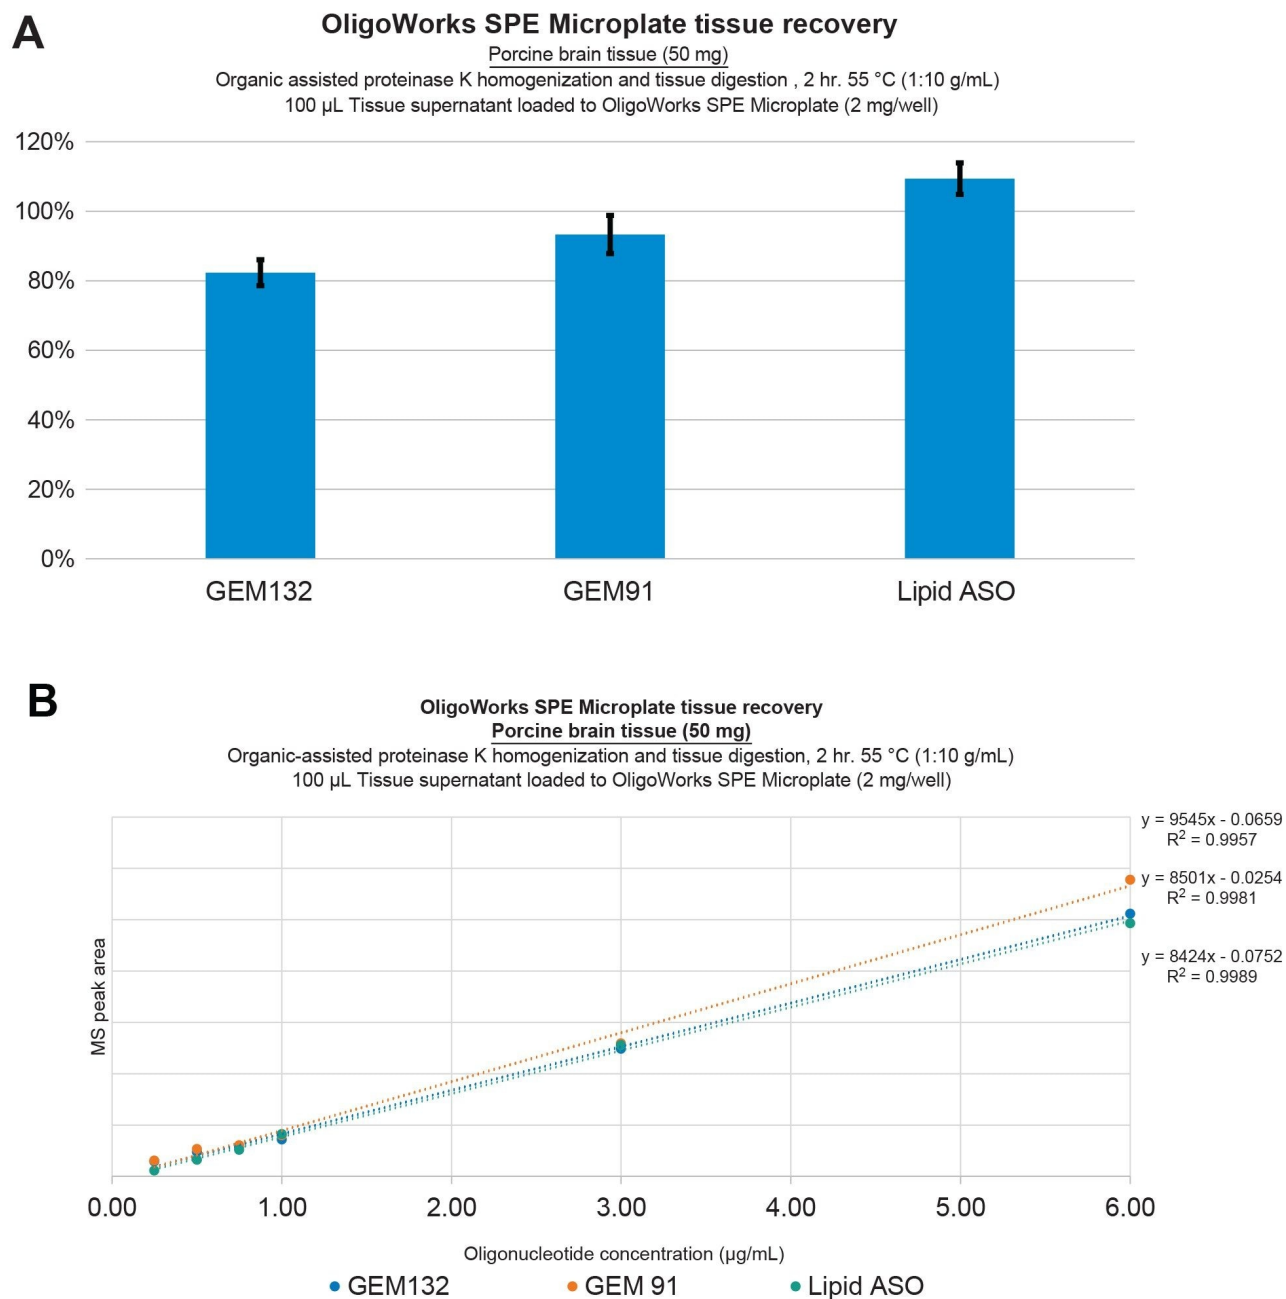 A
OligoWorks SPE Microplate tissue recovery
Porcine brain tissue (50 mg)
Organic assisted proteinase K homogenization and tissue digestion , 2 hr. 55 °C (1:10 g/mL)
100 µL Tissue supernatant loaded to OligoWorks SPE Microplate (2 mg/well)
120%
100%
80%
60%
40%
20%
0%
GEM132 GEM91 Lipid ASO
B
OligoWorks SPE Microplate tissue recovery
Porcine brain tissue (50 mg)
Organic-assisted proteinase K homogenization and tissue digestion, 2 hr. 55 °C (1:10 g/mL)
100 µL Tissue supernatant loaded to OligoWorks SPE Microplate (2 mg/well)
y = 9545x - 0.0659
R² = 0.9957
y = 8501x - 0.0254
R² = 0.9981
y = 8424x - 0.0752
R² = 0.9989
MS peak area
0.00 1.00 2.00 3.00 4.00 5.00 6.00
Oligonucleotide concentration (µg/mL)
GEM132 GEM 91 Lipid ASO